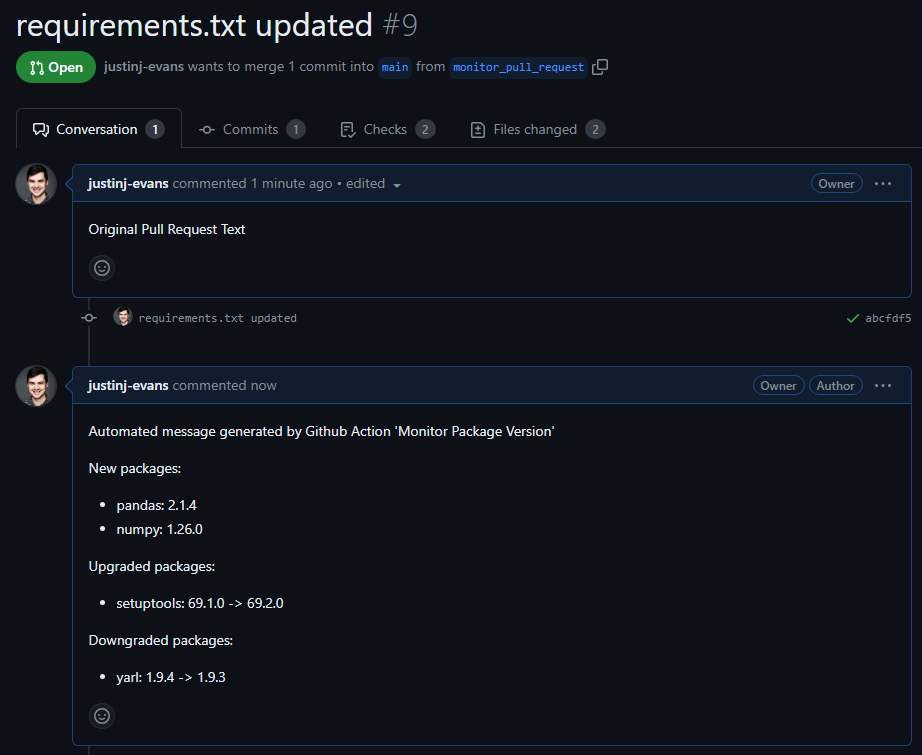 requirements.txt updated #9
Open justinj-evans wants to merge 1 commit into main from monitor_pull_request
Conversation 1 Commits 1 Checks 2 Files changed 2
justinj-evans commented 1 minute ago • edited Owner
Original Pull Request Text
requirements.txt updated abcfdf5
justinj-evans commented now Owner Author
Automated message generated by Github Action 'Monitor Package Version'
New packages:
• pandas: 2.1.4
• numpy: 1.26.0
Upgraded packages:
• setuptools: 69.1.0 -> 69.2.0
Downgraded packages:
• yarl: 1.9.4 -> 1.9.3